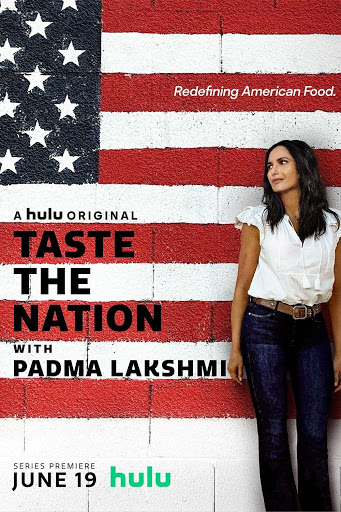 Redefining American Food.
A hulu ORIGINAL
TASTE
THE
NATION
WITH
PADMA LAKSHMI
SERIES PREMIERE
JUNE 19 hulu